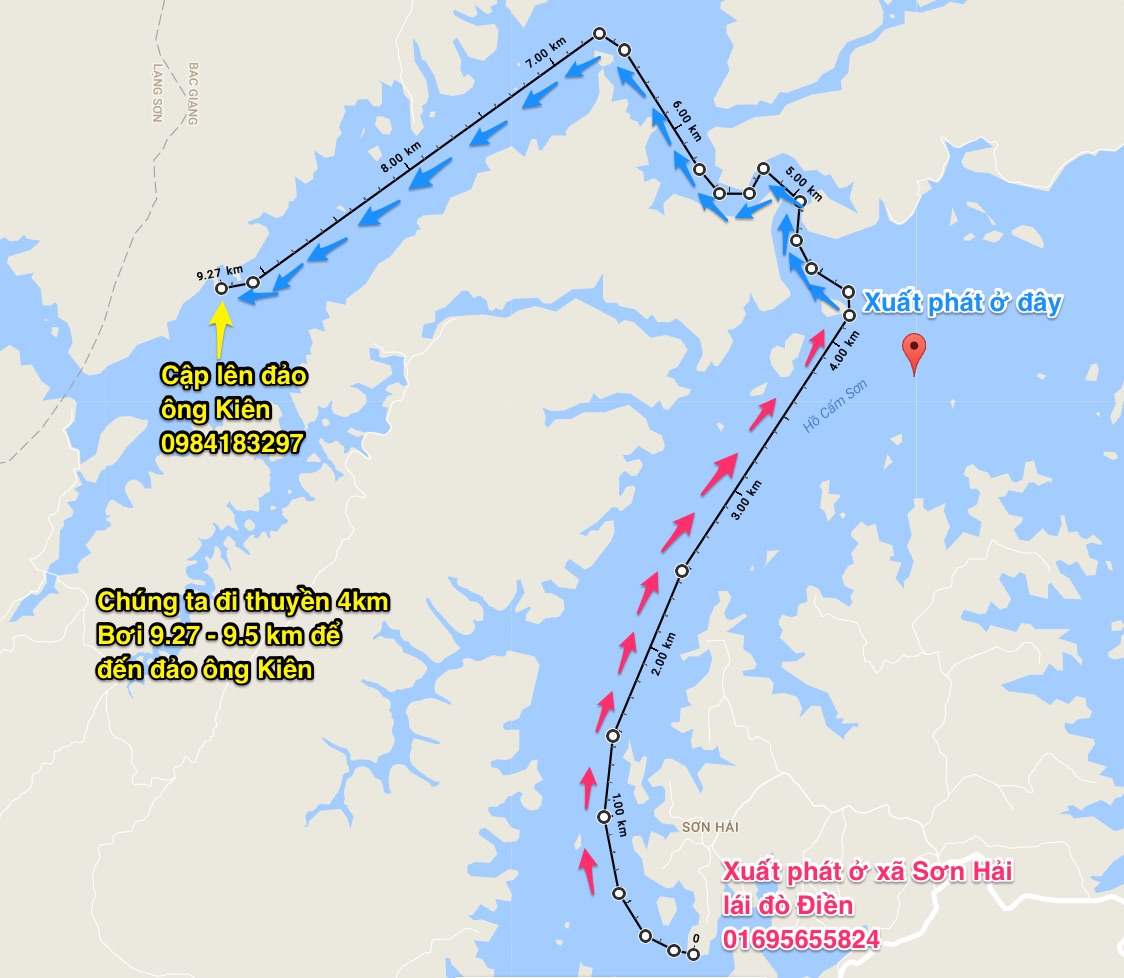 7.00 km
BAC GIANG
LANG SON
6.00 km
8.00 km
5.00 km
9.27 km
Xuất phát ở đây
4.00 km
Cập lên đảo
ông Kiên
0984183297
Hồ Cấm Sơn
3.00 km
Chúng ta đi thuyền 4km
Bơi 9.27 - 9.5 km để
đến đảo ông Kiên
2.00 km
1.00 km
SƠN HẢI
Xuất phát ở xã Sơn Hải
lái đò Điền
01695655824
0